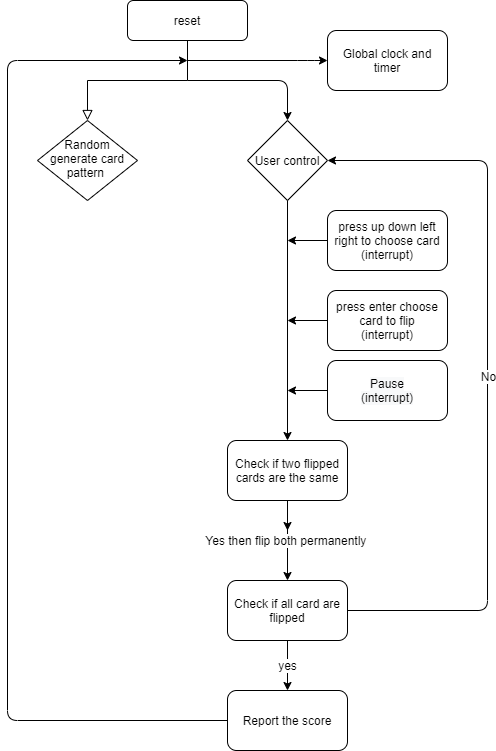 reset
Global clock and
timer
Random
generate card
pattern
User control
press up down left
right to choose card
(interrupt)
press enter choose
card to flip
(interrupt)
Pause
(interrupt)
No
Check if two flipped
cards are the same
Yes then flip both permanently
Check if all card are
flipped
yes
Report the score